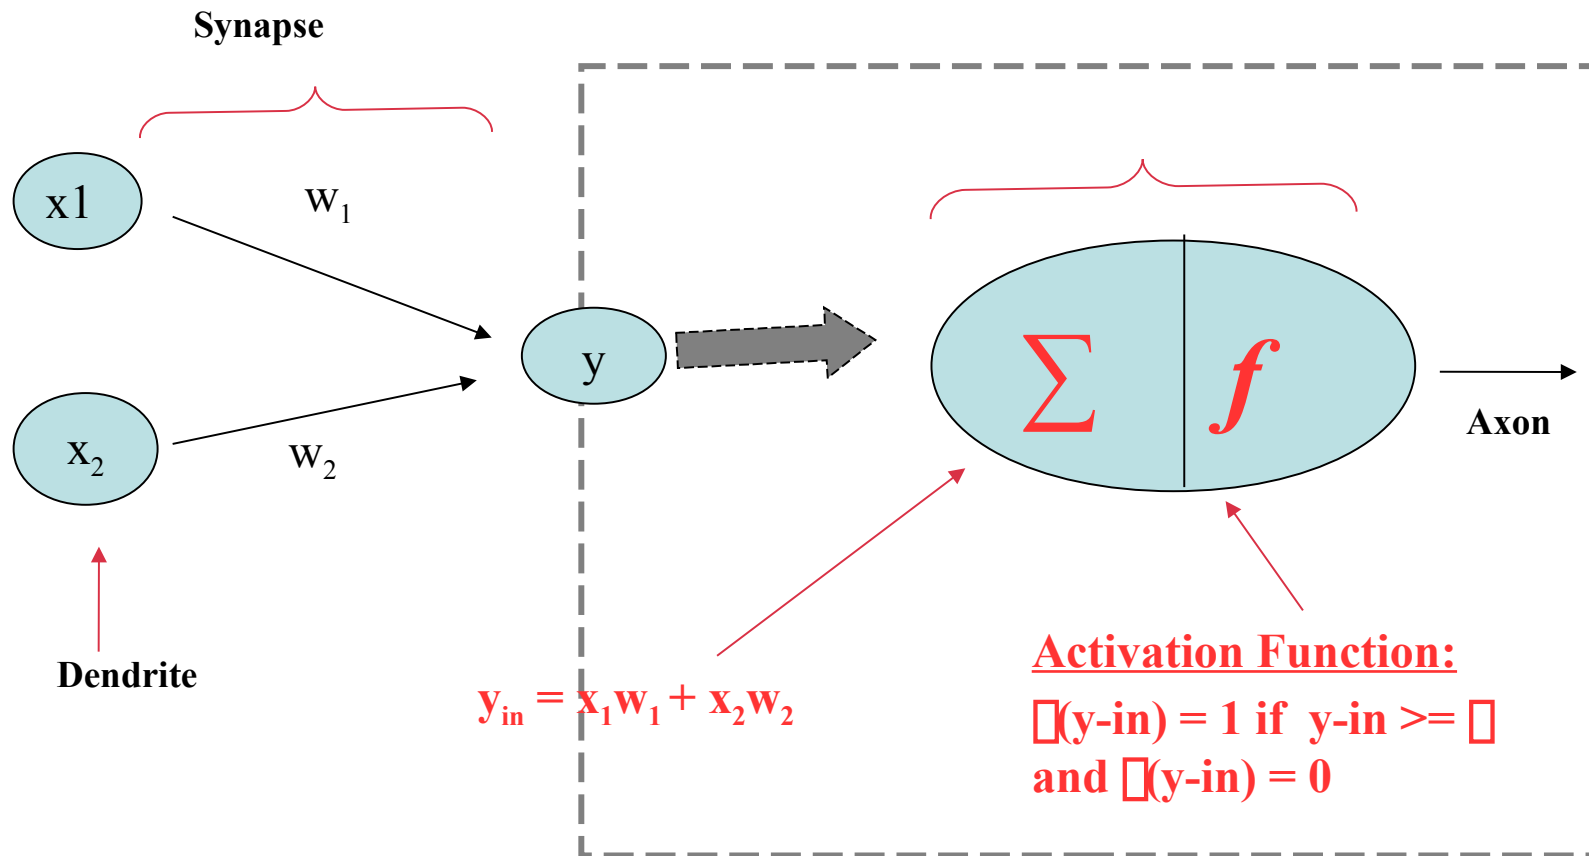 Synapse
x1
w1
y
x2
w2
∑ f
Axon
Dendrite
yin = x1w1 + x2w2
Activation Function:
▯(y-in) = 1 if y-in >= ▯
and ▯(y-in) = 0